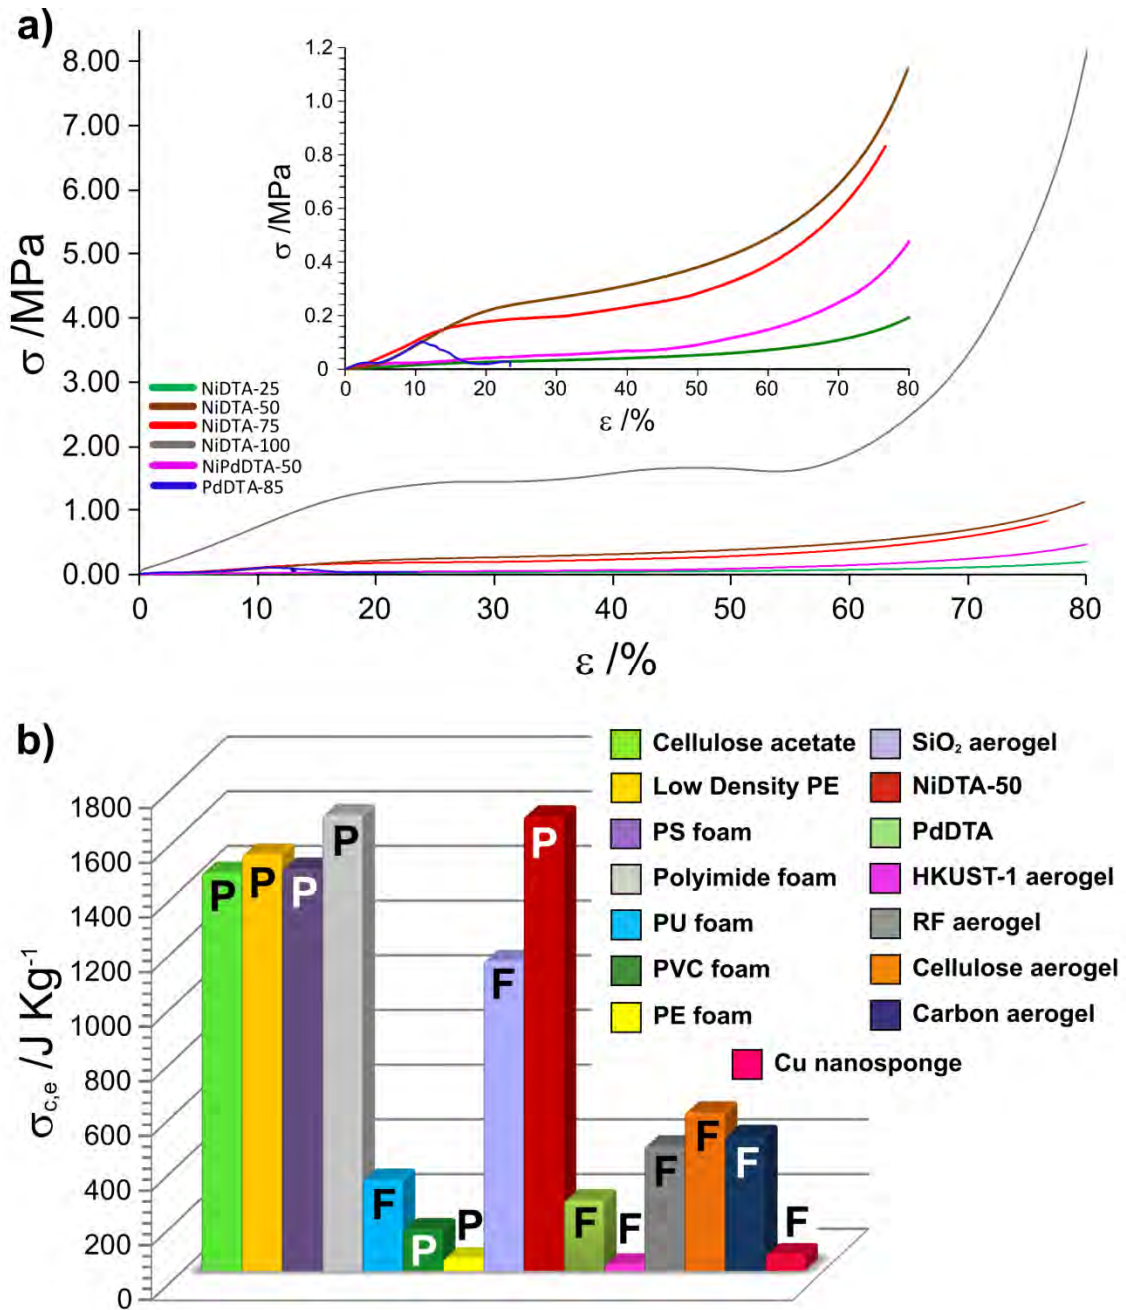 a)
σ /MPa
8.00
7.00
6.00
5.00
4.00
3.00
2.00
1.00
0.00
0 10 20 30 40 50 60 70 80
ε /%
σ /MPa
1.2
1.0
0.8
0.6
0.4
0.2
0
0 10 20 30 40 50 60 70 80
ε /%
NiDTA-25
NiDTA-50
NiDTA-75
NiDTA-100
NiPdDTA-50
PdDTA-85
b)
σc,e /J Kg-1
1800
1600
1400
1200
1000
800
600
400
200
0
P P P P F P P F P F F F F F F
Cellulose acetate
Low Density PE
PS foam
Polyimide foam
PU foam
PVC foam
PE foam
SiO₂ aerogel
NiDTA-50
PdDTA
HKUST-1 aerogel
RF aerogel
Cellulose aerogel
Carbon aerogel
Cu nanosponge